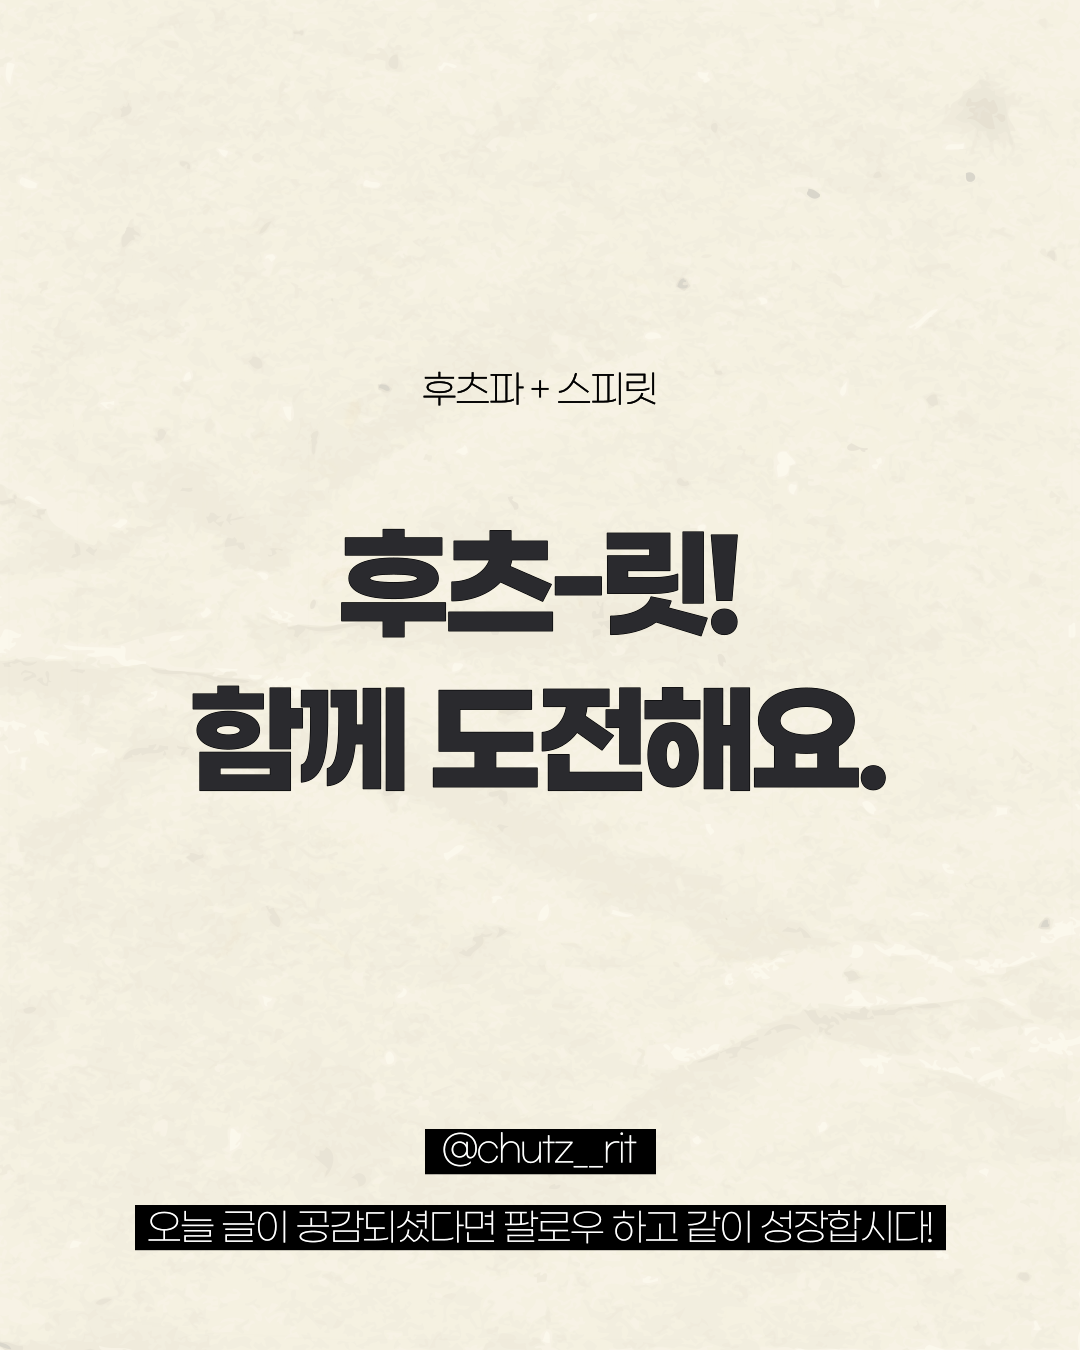 후츠파 + 스피릿
후츠-릿!
함께 도전해요.
@chutz__rit
오늘 글이 공감되셨다면 팔로우 하고 같이 성장합시다!